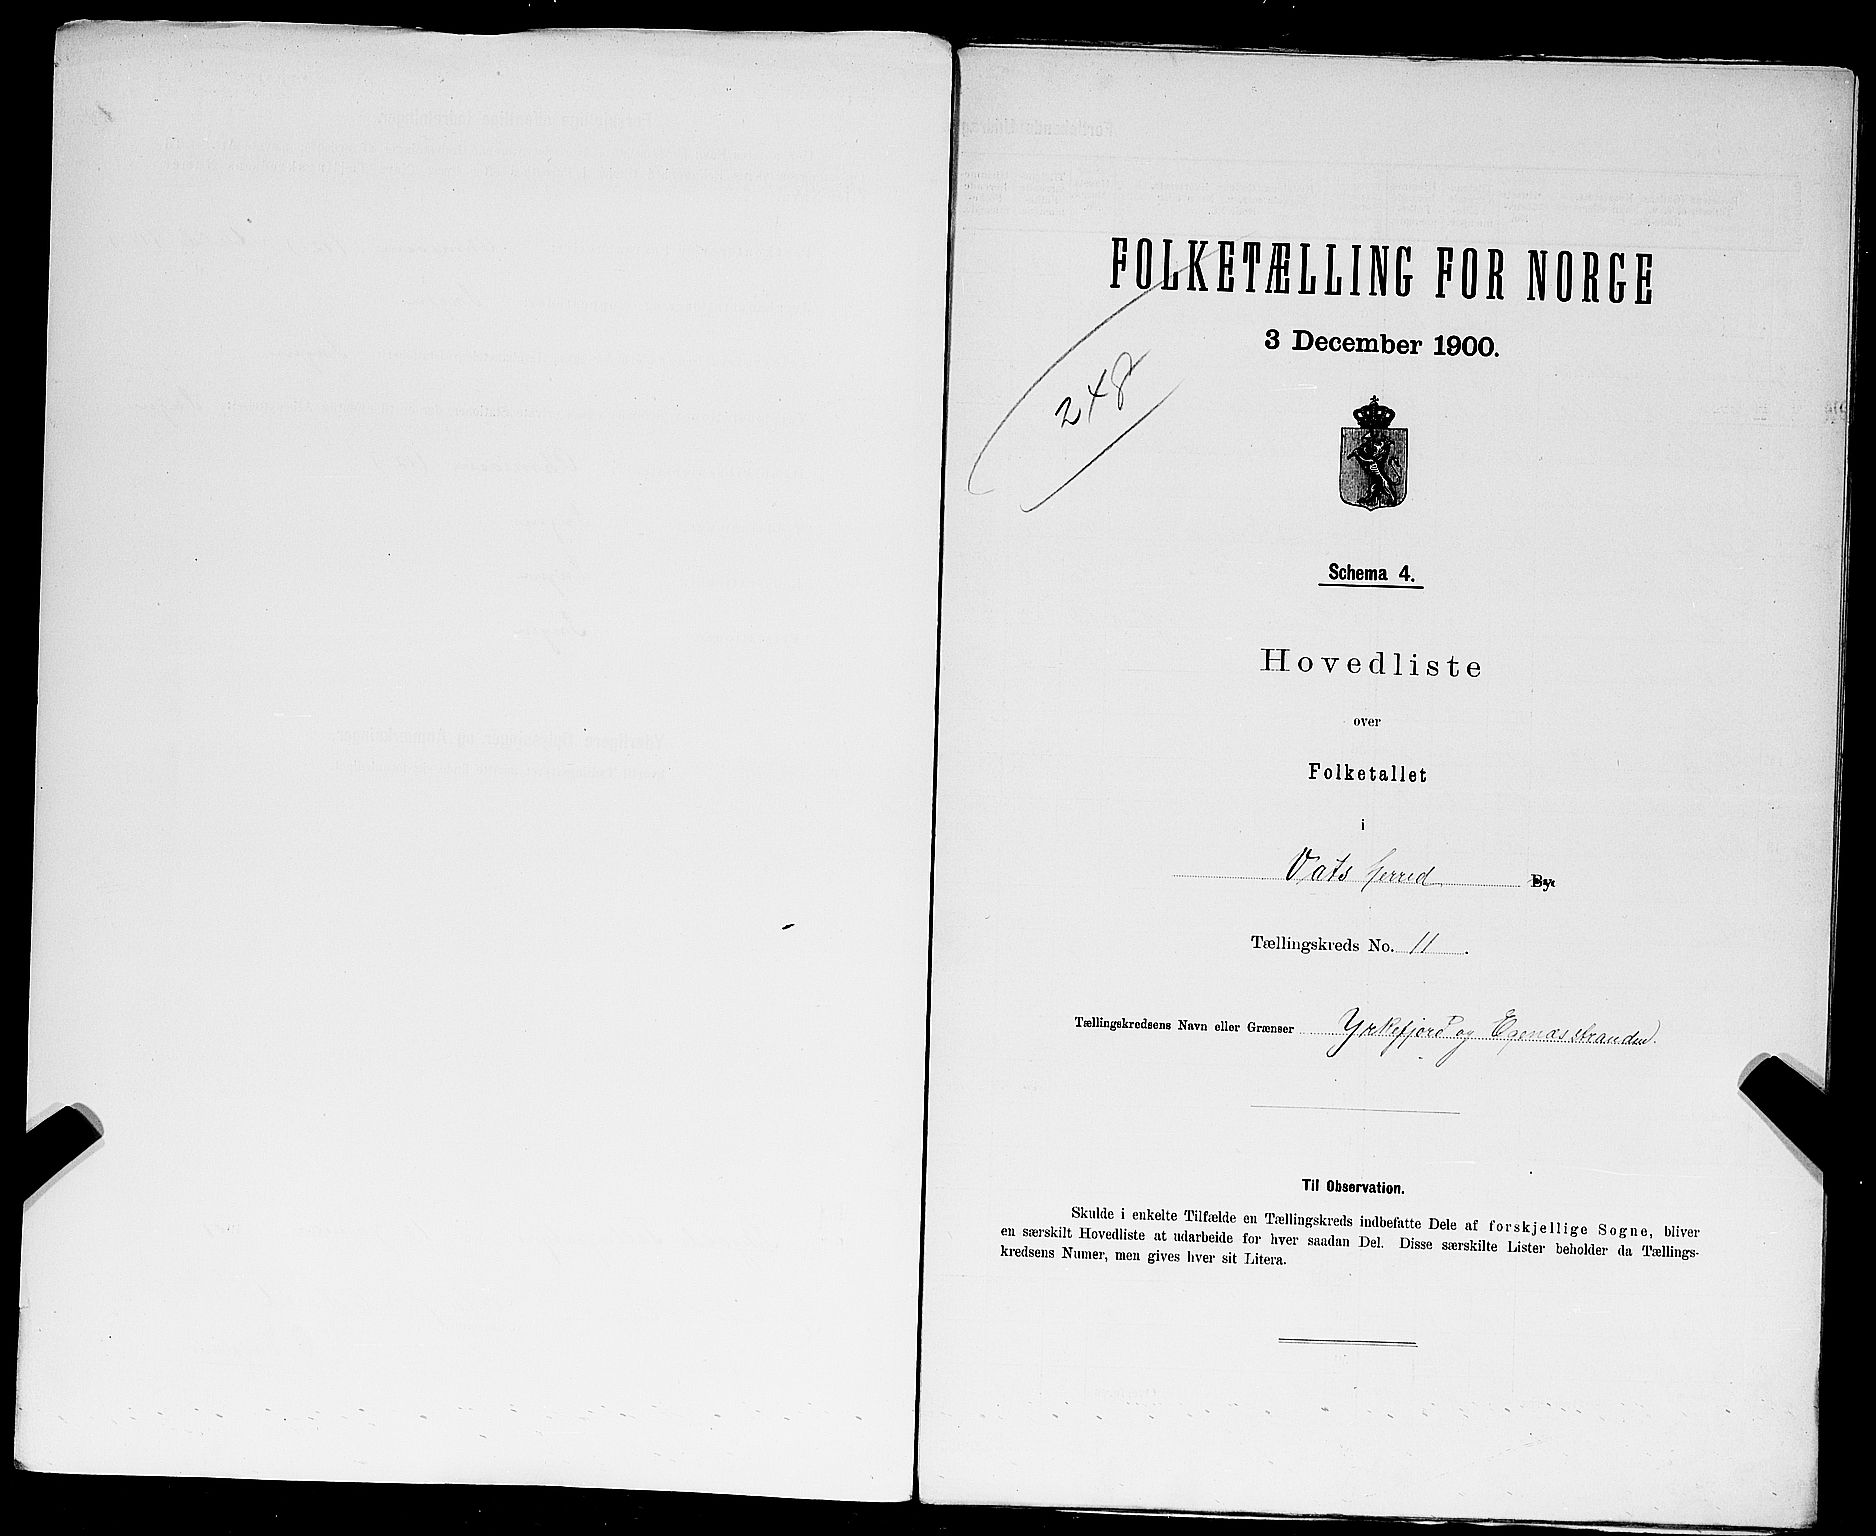 FOLKETÆLLING FOR NORGE
3 December 1900.
248
Schema 4.
Hovedliste
over
Folketallet
i
Vats herred By
Tællingskreds No. 11.
Tællingskredsens Navn eller Grænser Yrkefjord og Egenæsstranden.
Til Observation.
Skulde i enkelte Tilfælde en Tællingskreds indbefatte Dele af forskjellige Sogne, bliver
en særskilt Hovedliste at udarbeide for hver saadan Del. Disse særskilte Lister beholder da Tællings-
kredsens Numer, men gives hver sit Litera.